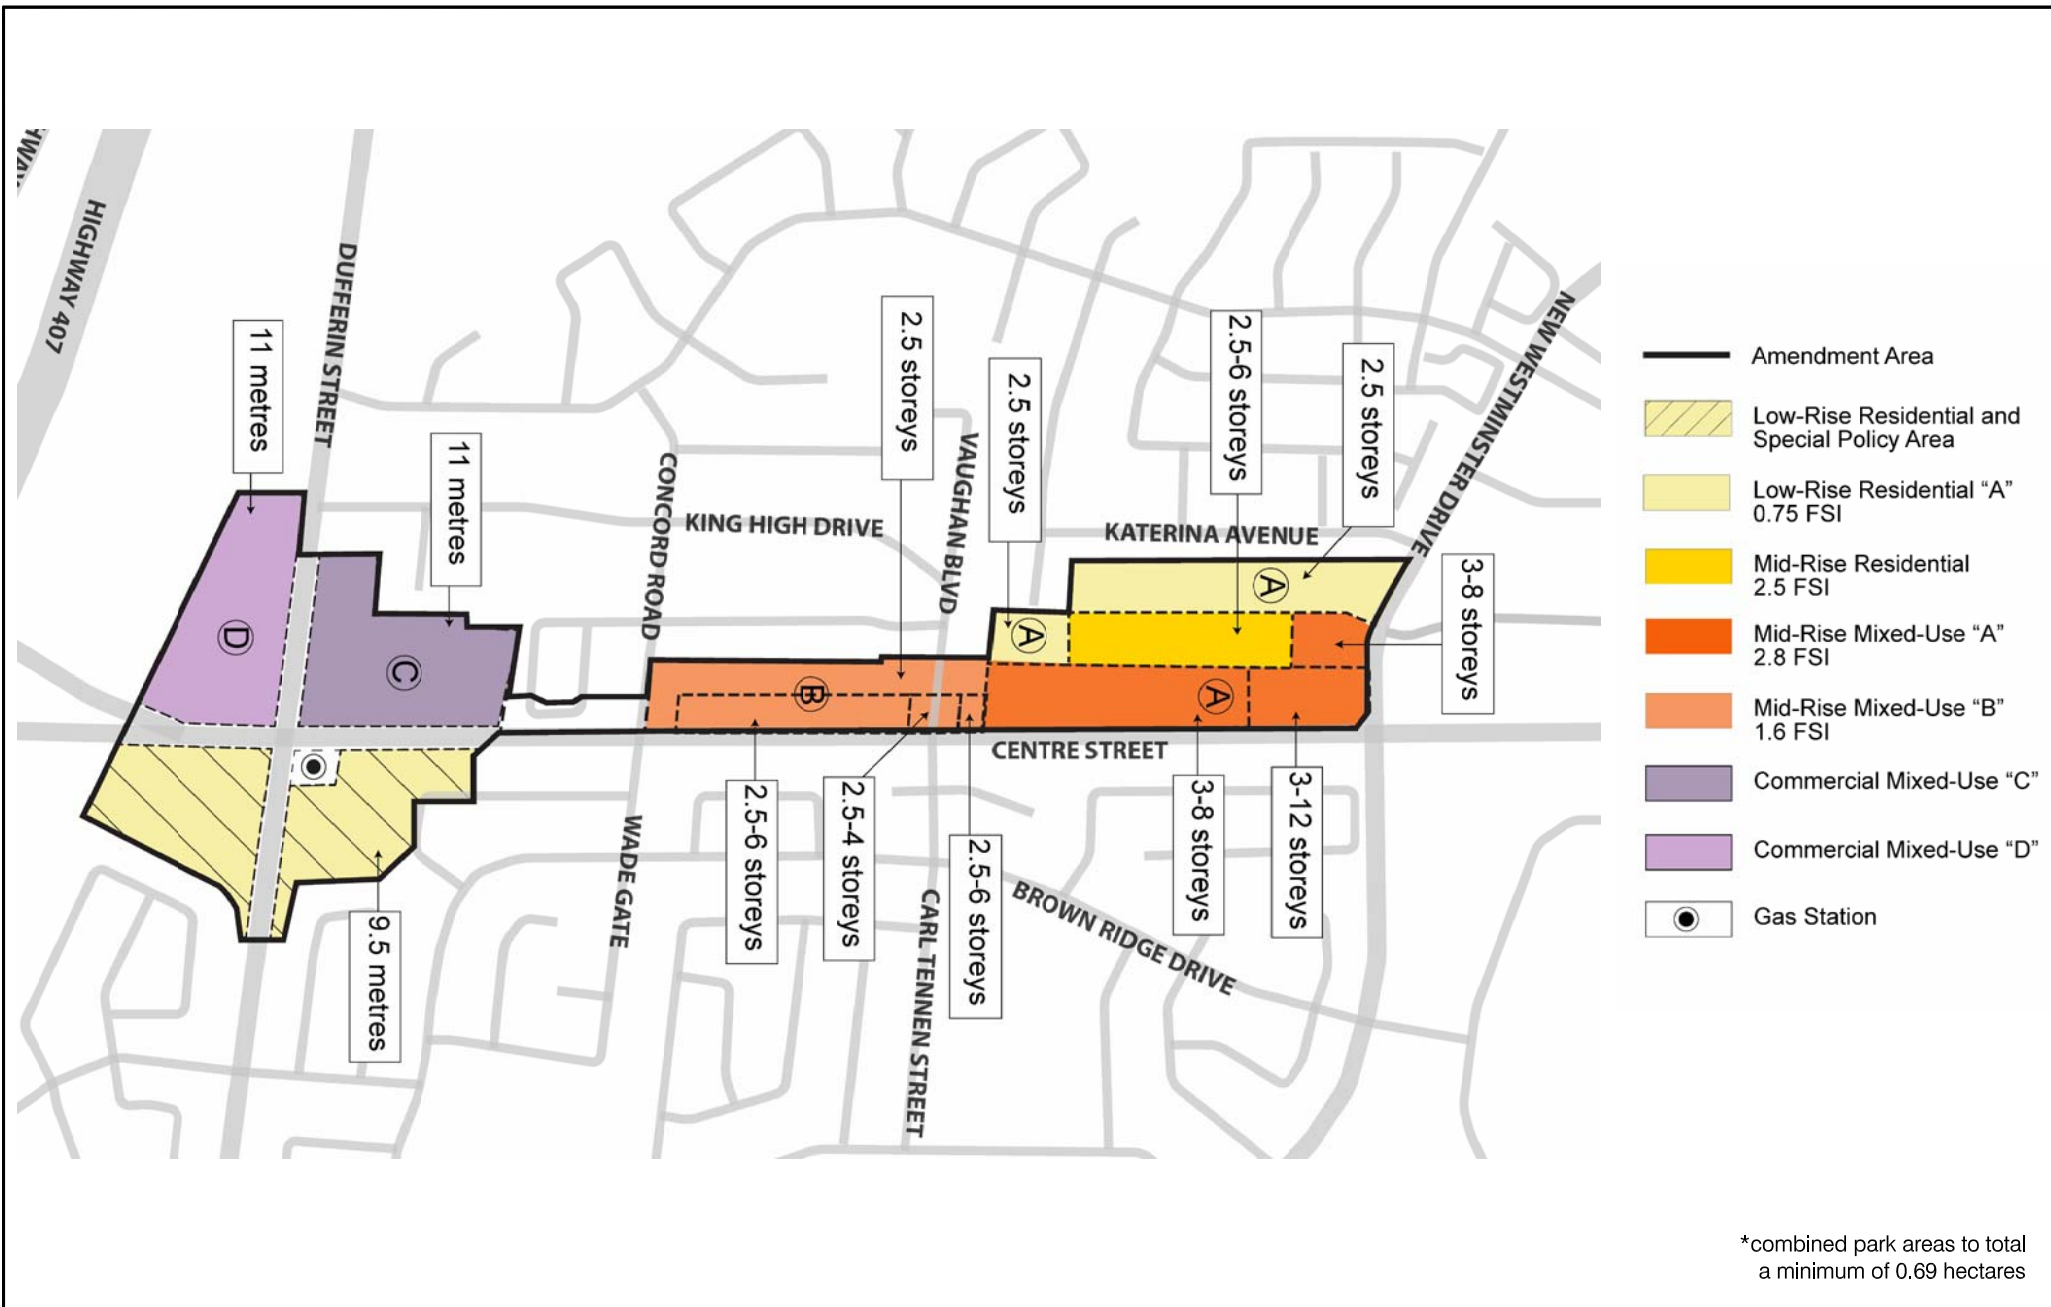 HWAY
HIGHWAY 407
DUFFERIN STREET
11 metres
11 metres
2.5 storeys
2.5 storeys
2.5-6 storeys
2.5 storeys
3-8 storeys
NEW WESTMINSTER DRIVE
CONCORD ROAD
KING HIGH DRIVE
VAUGHAN BLVD
KATERINA AVENUE
A
A
D
C
B
A
CENTRE STREET
WADE GATE
2.5-6 storeys
2.5-4 storeys
2.5-6 storeys
3-8 storeys
3-12 storeys
CARL TENNEN STREET
BROWN RIDGE DRIVE
9.5 metres
Amendment Area
Low-Rise Residential and
Special Policy Area
Low-Rise Residential “A”
0.75 FSI
Mid-Rise Residential
2.5 FSI
Mid-Rise Mixed-Use “A”
2.8 FSI
Mid-Rise Mixed-Use “B”
1.6 FSI
Commercial Mixed-Use “C”
Commercial Mixed-Use “D”
Gas Station
*combined park areas to total
a minimum of 0.69 hectares